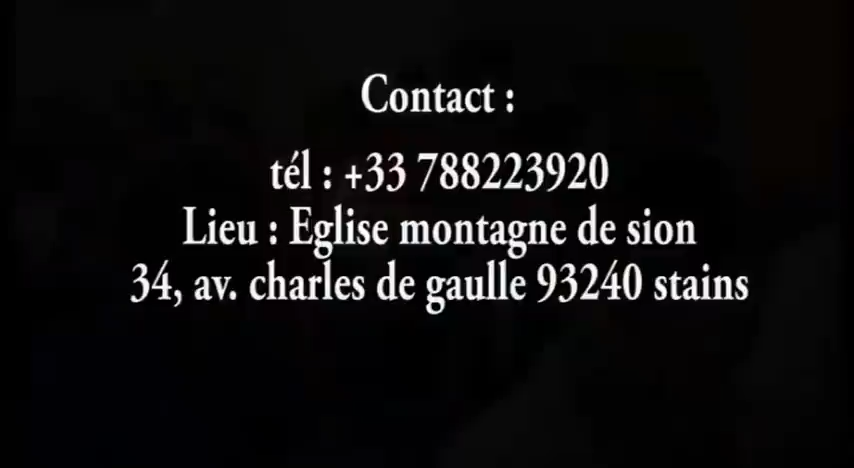 Contact :
tél : +33 788223920
Lieu : Eglise montagne de sion
34, av. charles de gaulle 93240 stains